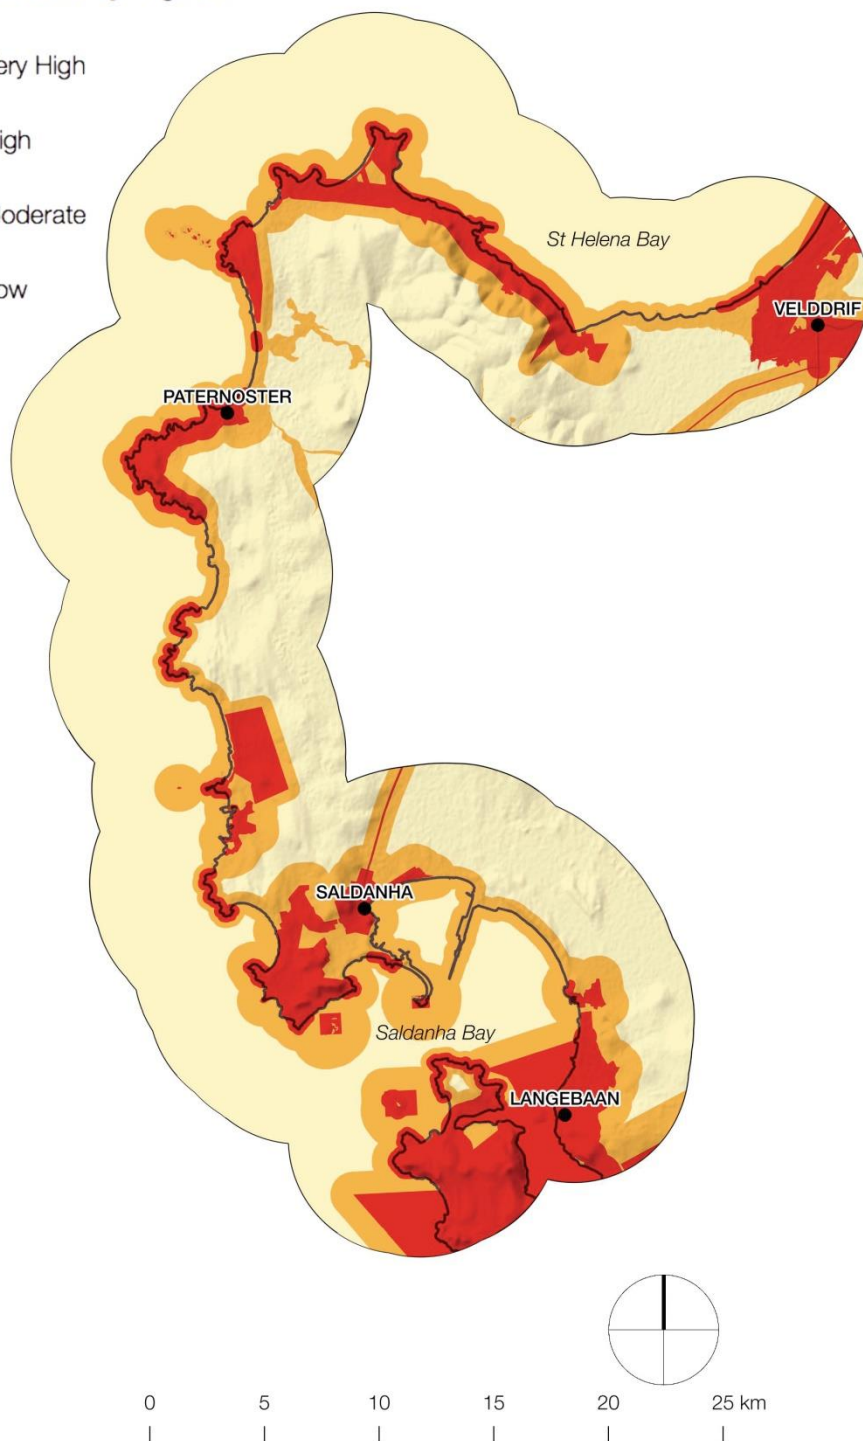 ery High
igh
oderate
ow
St Helena Bay
VELDDRIF
PATERNOSTER
SALDANHA
Saldanha Bay
LANGEBAAN
0 5 10 15 20 25 km